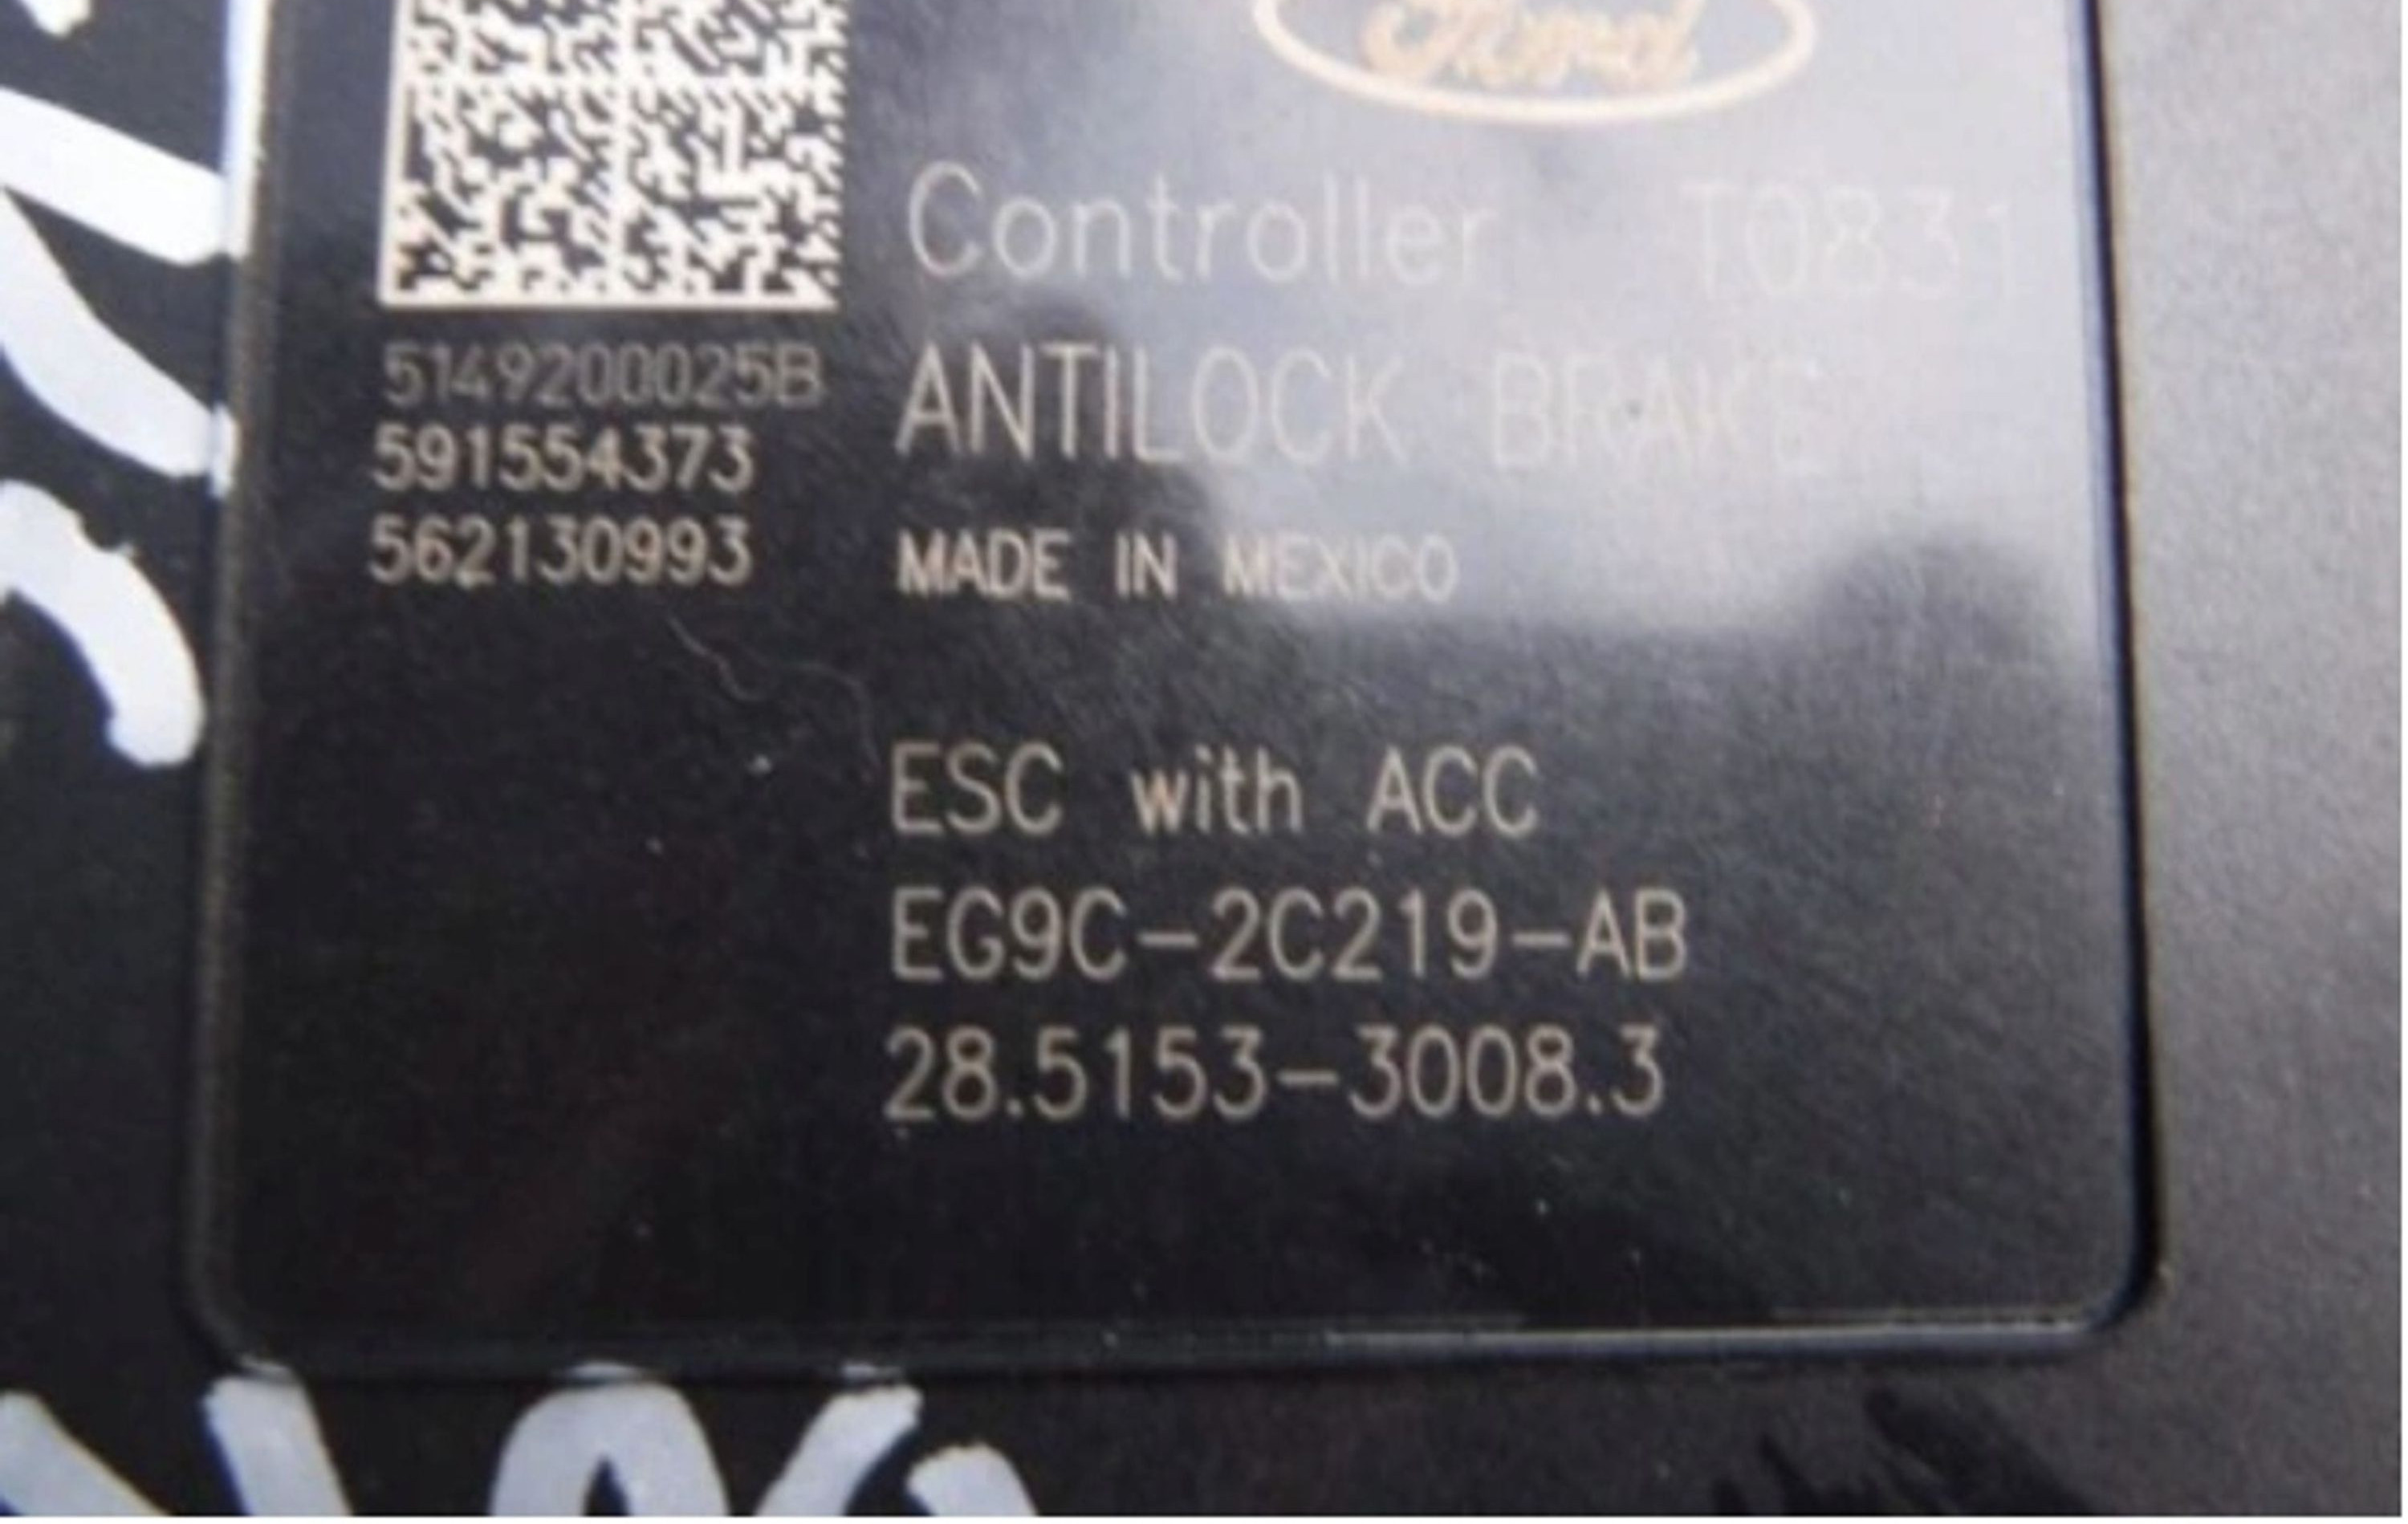 Ford
Controller T0831
ANTILOCK BRAKE
MADE IN MEXICO
5149200025B
591554373
562130993
ESC with ACC
EG9C-2C219-AB
28.5153-3008.3